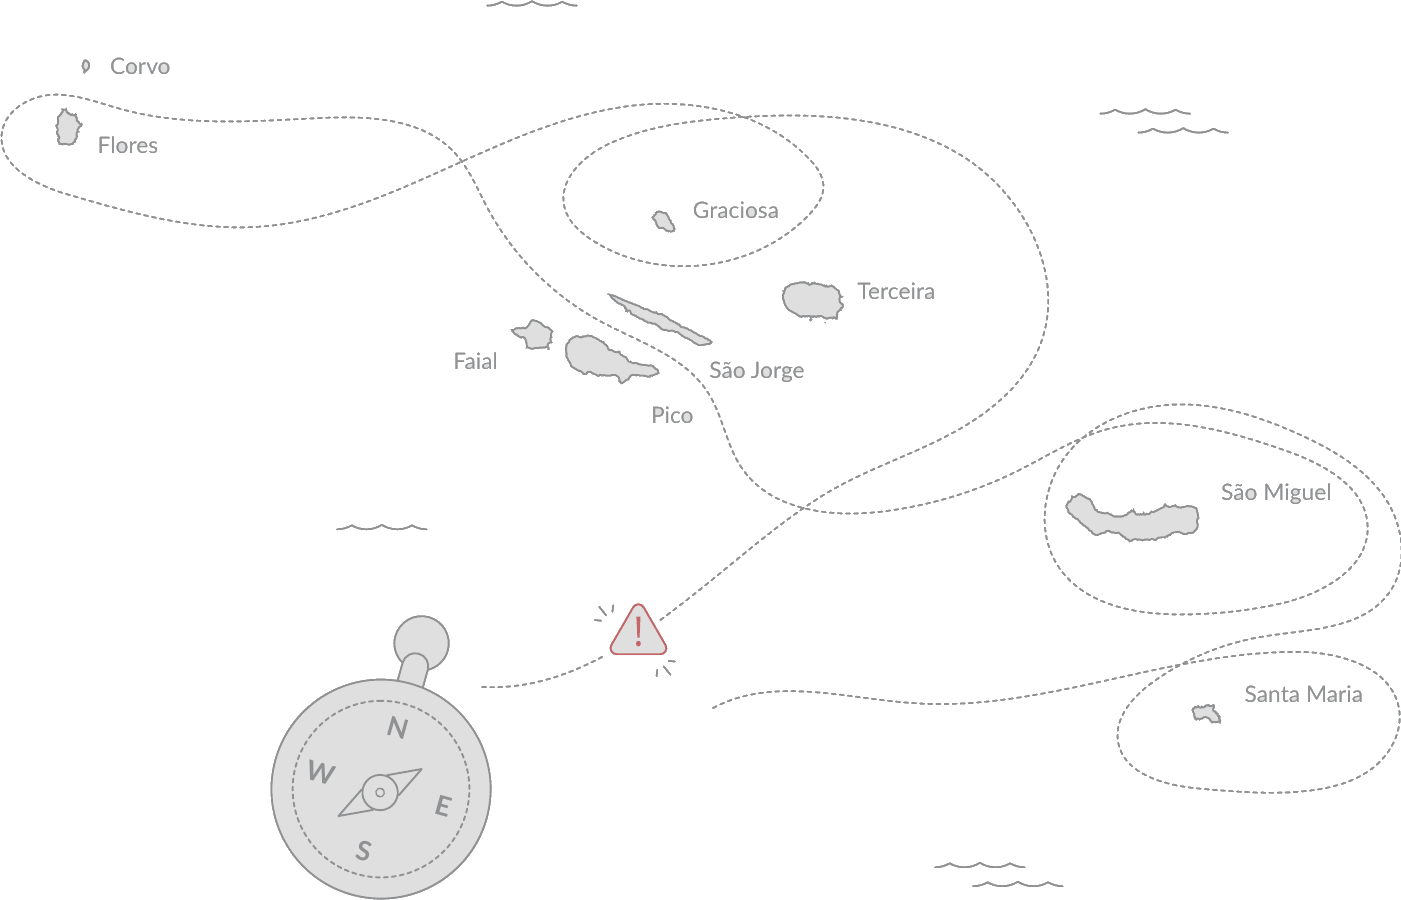 Corvo
Flores
Graciosa
Terceira
Faial
São Jorge
Pico
São Miguel
Santa Maria
!
N
W
E
S